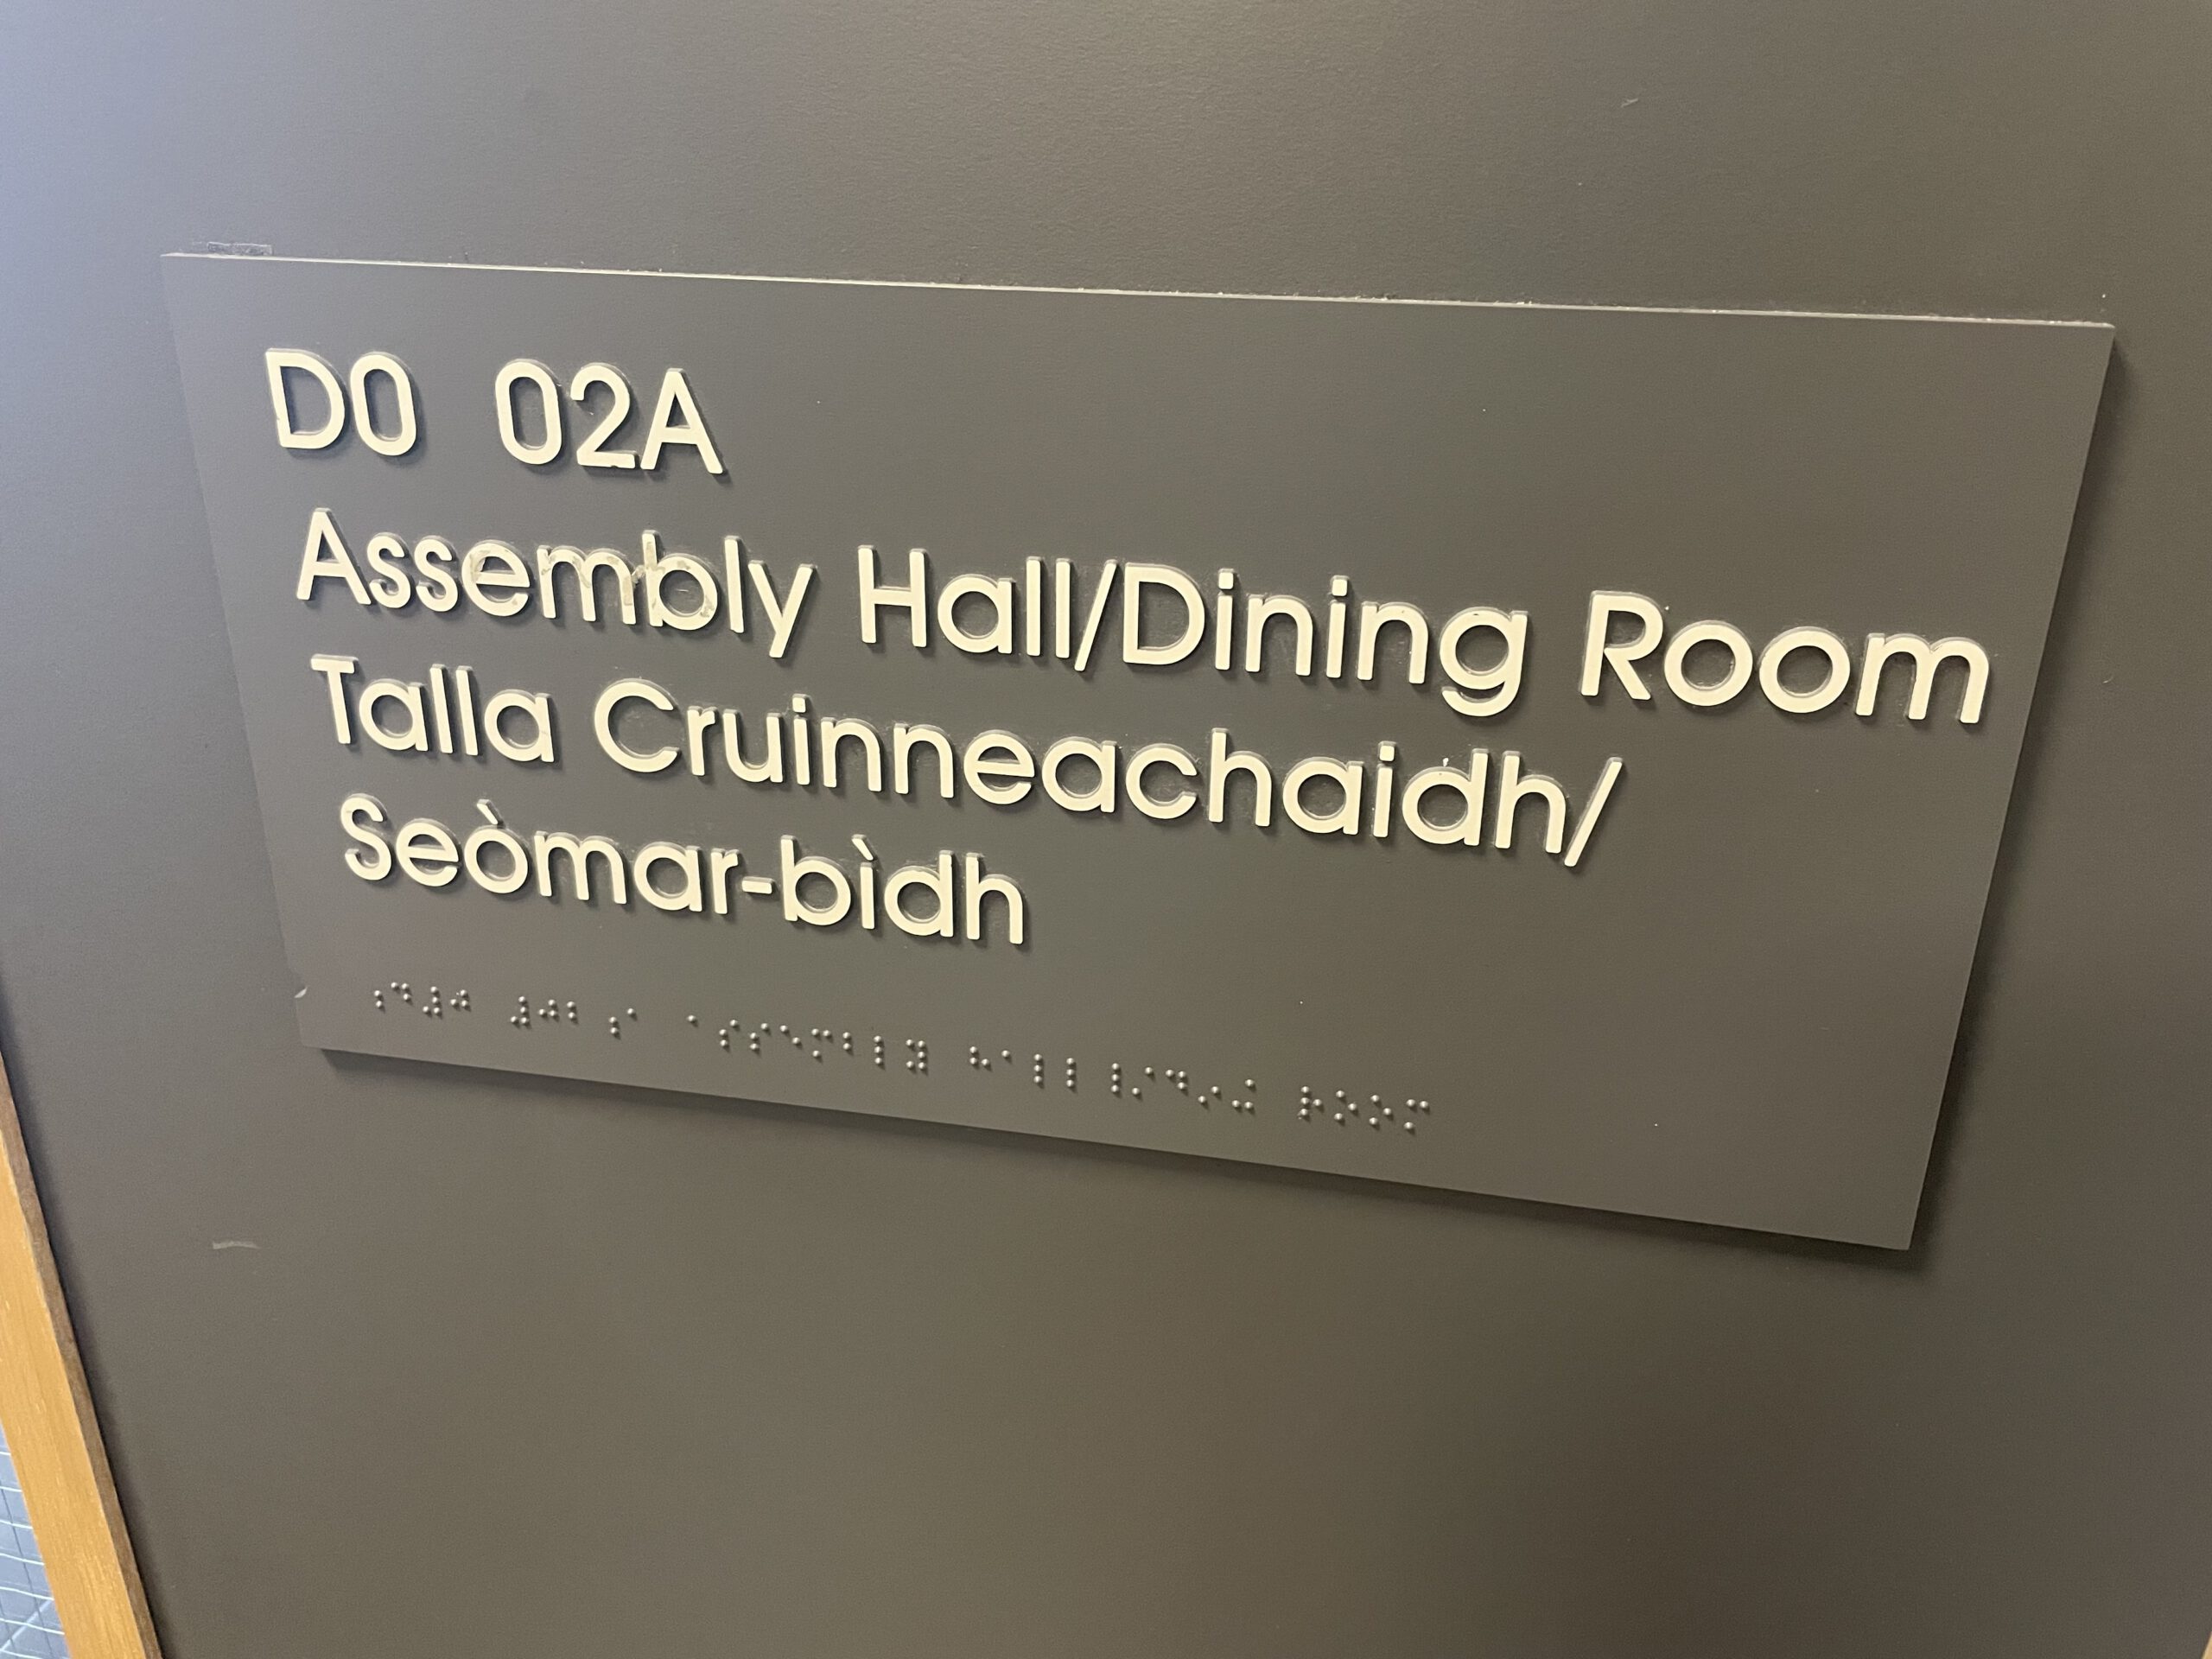 D0 02A
Assembly Hall/Dining Room
Talla Cruinneachaidh/
Seòmar-bìdh
⠰⠙⠼⠚ ⠼⠚⠃⠰⠁ ⠁⠎⠎⠑⠍⠃⠇⠽ ⠓⠁⠇⠇⠸⠌⠙⠔⠬ ⠗⠕⠕⠍